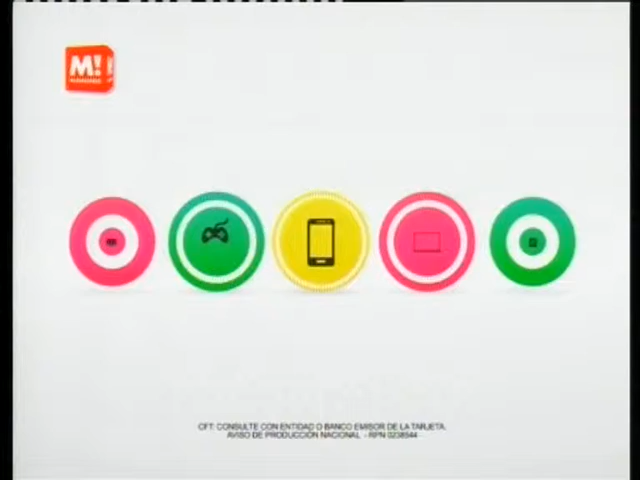 M!
CFT: CONSULTE CON ENTIDAD O BANCO EMISOR DE LA TARJETA.
AVISO DE PRODUCCIÓN NACIONAL - RPN 0238544